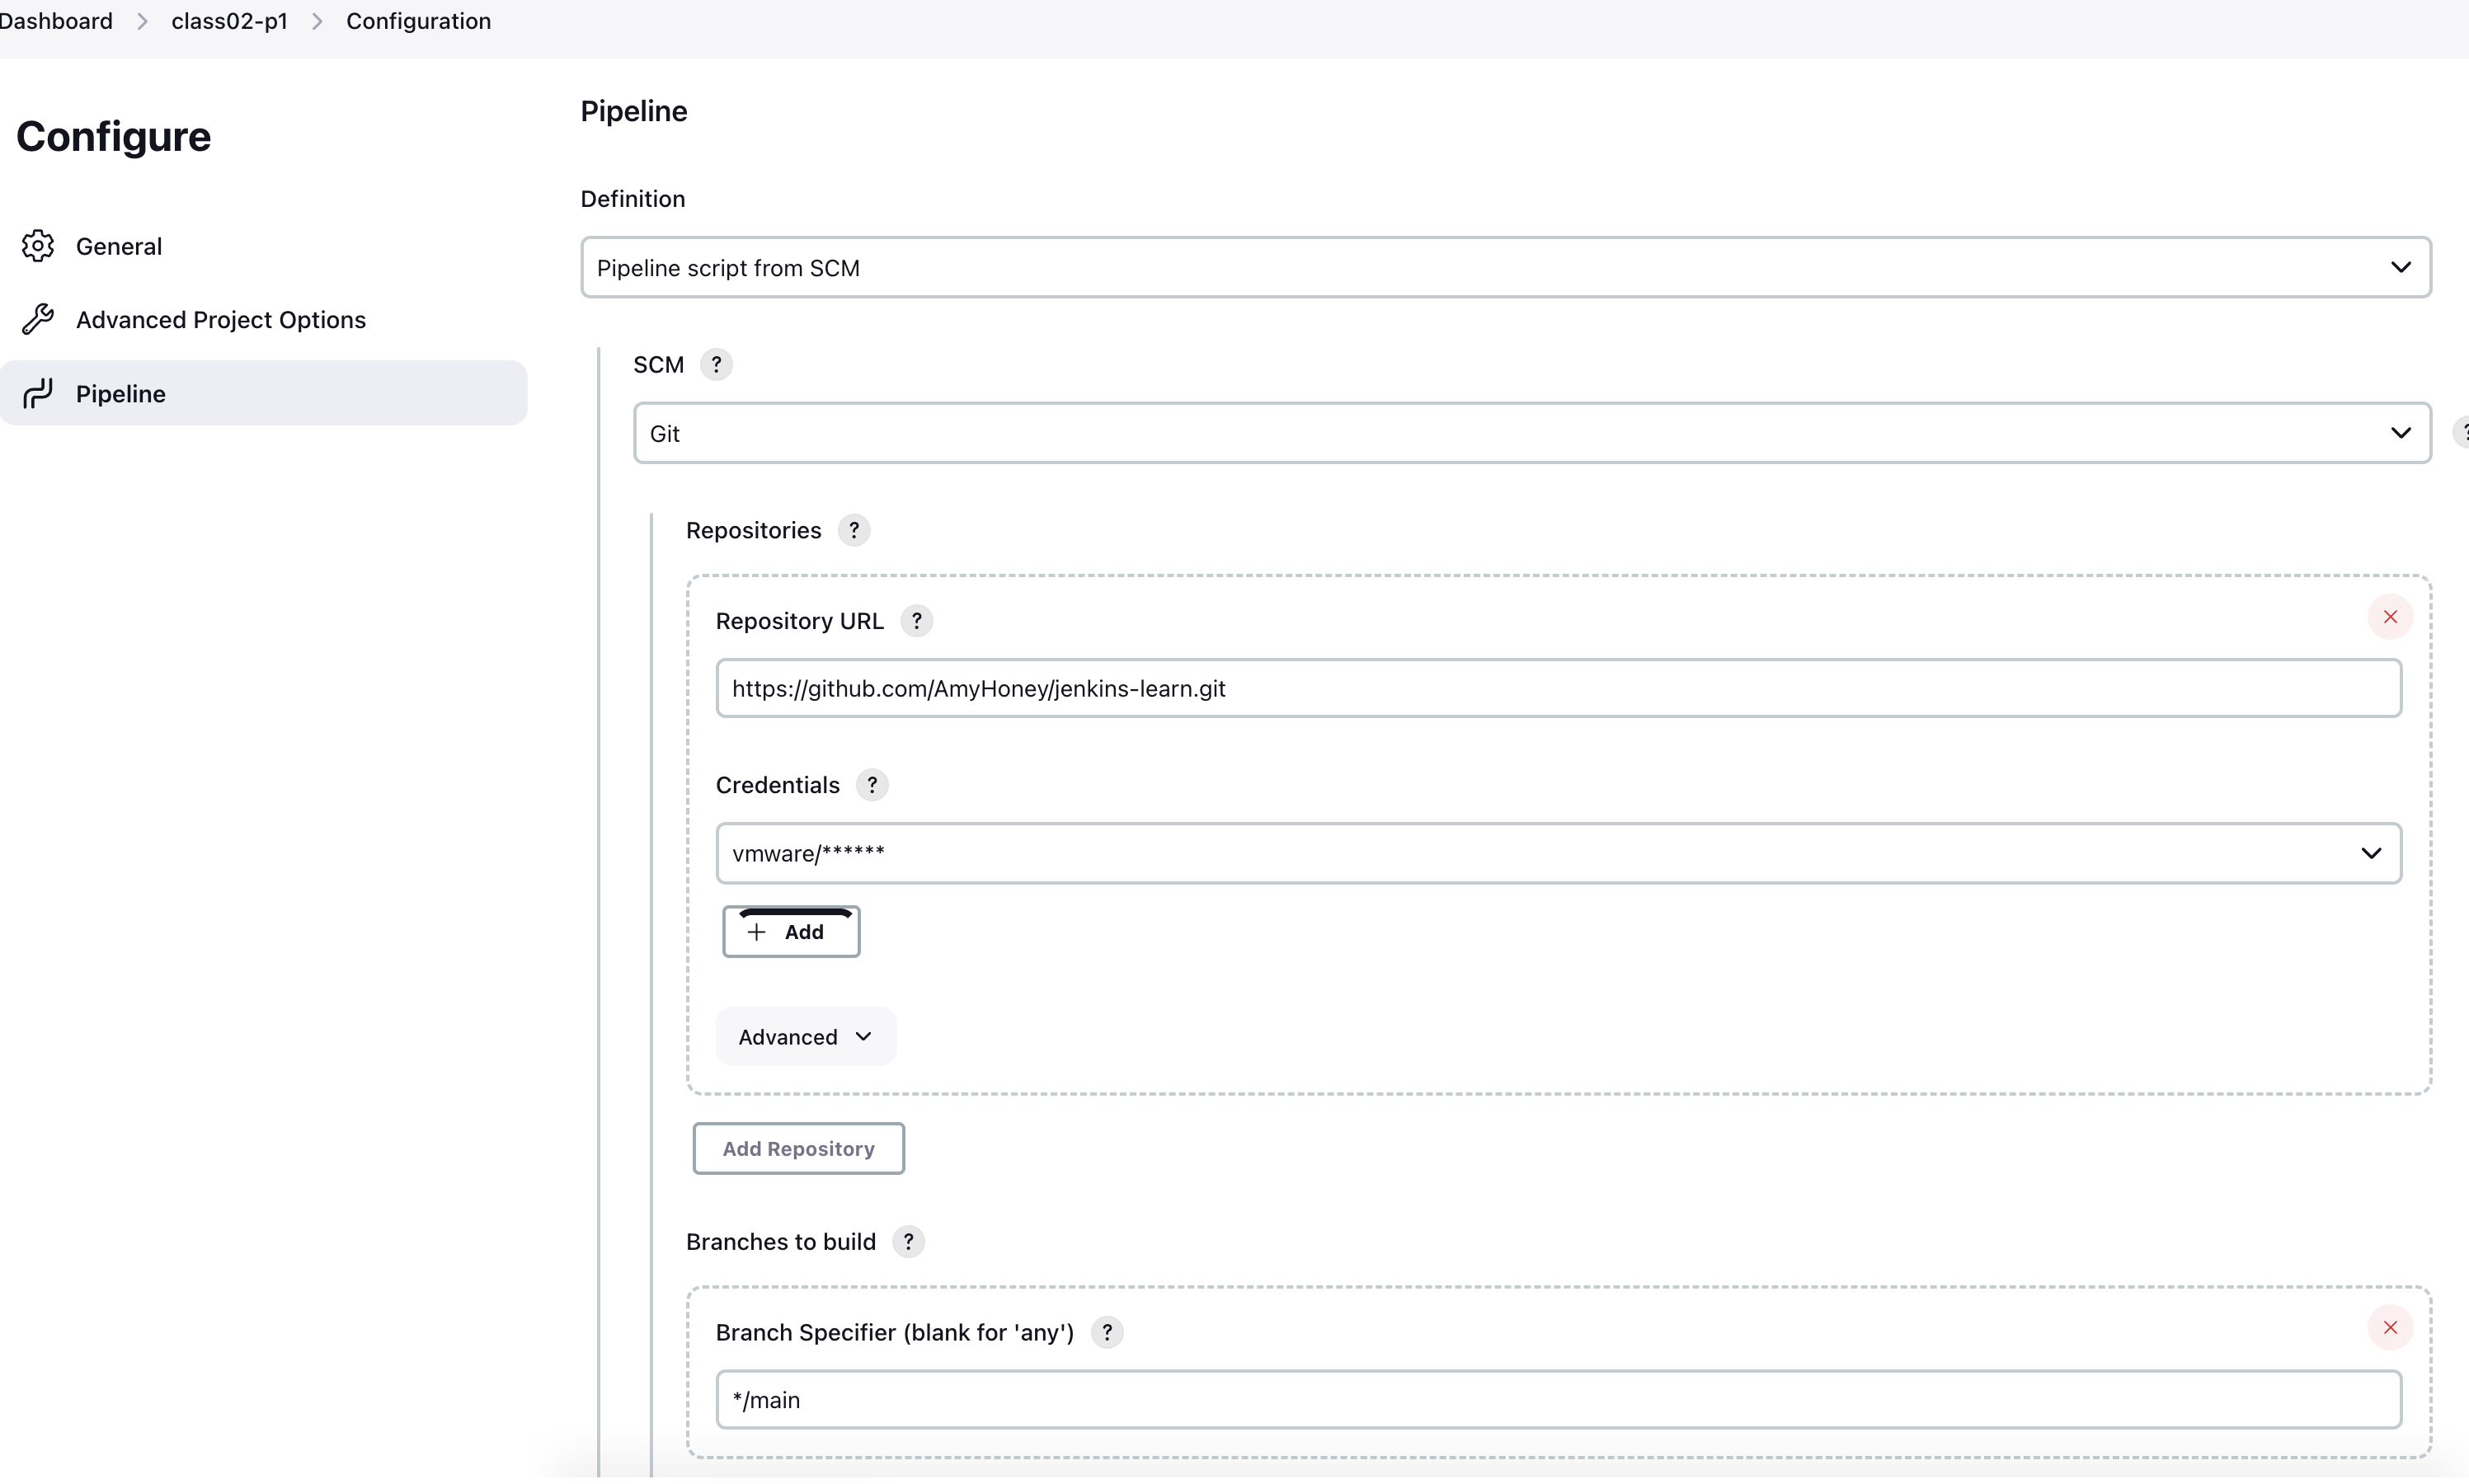 Dashboard > class02-p1 > Configuration
Configure
General
Advanced Project Options
Pipeline
Pipeline
Definition
Pipeline script from SCM
SCM ?
Git
?
Repositories ?
Repository URL ?
https://github.com/AmyHoney/jenkins-learn.git
Credentials ?
vmware/******
+ Add
Advanced
Add Repository
Branches to build ?
Branch Specifier (blank for 'any') ?
*/main